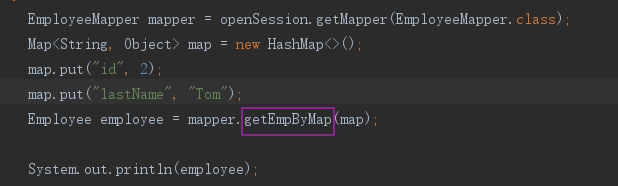 EmployeeMapper mapper = openSession.getMapper(EmployeeMapper.class);
Map<String, Object> map = new HashMap<>();
map.put("id", 2);
map.put("lastName", "Tom");
Employee employee = mapper.getEmpByMap(map);
System.out.println(employee);